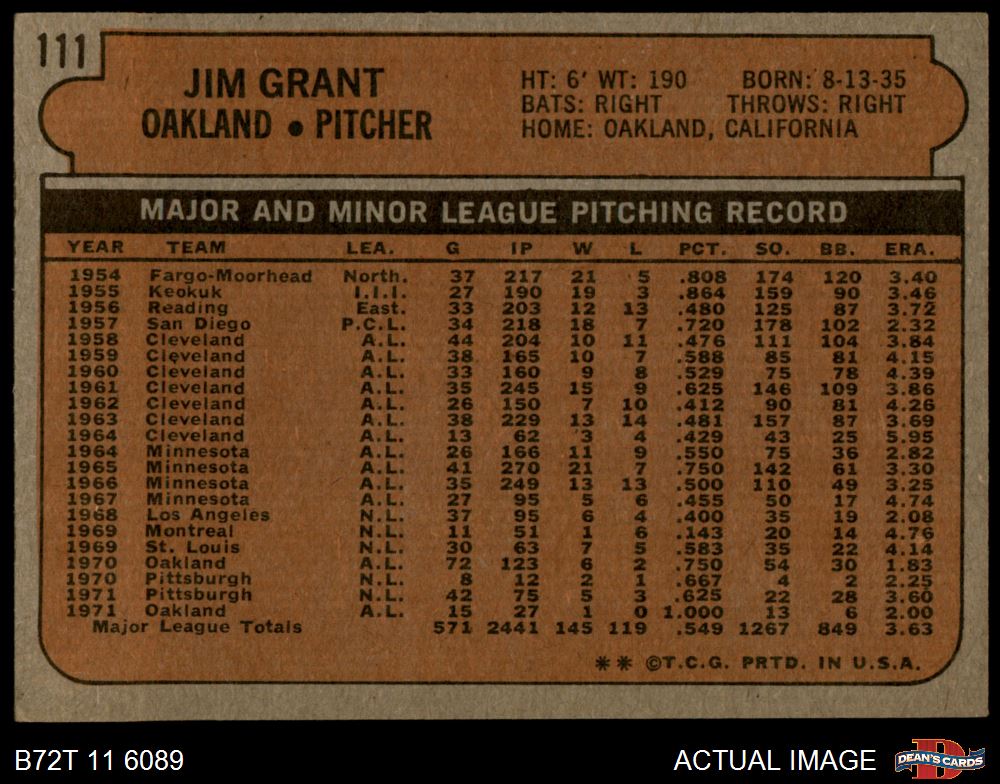 111
JIM GRANT
OAKLAND • PITCHER
HT: 6' WT: 190 BORN: 8-13-35
BATS: RIGHT THROWS: RIGHT
HOME: OAKLAND, CALIFORNIA
MAJOR AND MINOR LEAGUE PITCHING RECORD
YEAR TEAM LEA. G IP W L PCT. SO. BB. ERA.
1954 Fargo-Moorhead North. 37 217 21 5 .808 174 120 3.40
1955 Keokuk I.I.I. 27 190 19 3 .864 159 90 3.46
1956 Reading East. 33 203 12 13 .480 125 87 3.72
1957 San Diego P.C.L. 34 218 18 7 .720 178 102 2.32
1958 Cleveland A.L. 44 204 10 11 .476 111 104 3.84
1959 Cleveland A.L. 38 165 10 7 .588 85 81 4.15
1960 Cleveland A.L. 33 160 9 8 .529 75 78 4.39
1961 Cleveland A.L. 35 245 15 9 .625 146 109 3.86
1962 Cleveland A.L. 26 150 7 10 .412 90 81 4.26
1963 Cleveland A.L. 38 229 13 14 .481 157 87 3.69
1964 Cleveland A.L. 13 62 3 4 .429 43 25 5.95
1964 Minnesota A.L. 26 166 11 9 .550 75 36 2.82
1965 Minnesota A.L. 41 270 21 7 .750 142 61 3.30
1966 Minnesota A.L. 35 249 13 13 .500 110 49 3.25
1967 Minnesota A.L. 27 95 5 6 .455 50 17 4.74
1968 Los Angeles N.L. 37 95 6 4 .400 35 19 2.08
1969 Montreal N.L. 11 51 1 6 .143 20 14 4.76
1969 St. Louis N.L. 30 63 7 5 .583 35 22 4.14
1970 Oakland A.L. 72 123 6 2 .750 54 30 1.83
1970 Pittsburgh N.L. 8 12 2 1 .667 4 2 2.25
1971 Pittsburgh N.L. 42 75 5 3 .625 22 28 3.60
1971 Oakland A.L. 15 27 1 0 1.000 13 6 2.00
Major League Totals 571 2441 145 119 .549 1267 849 3.63
** ©T.C.G. PRTD. IN U.S.A.
B72T 11 6089
ACTUAL IMAGE
D
DEAN'S CARDS